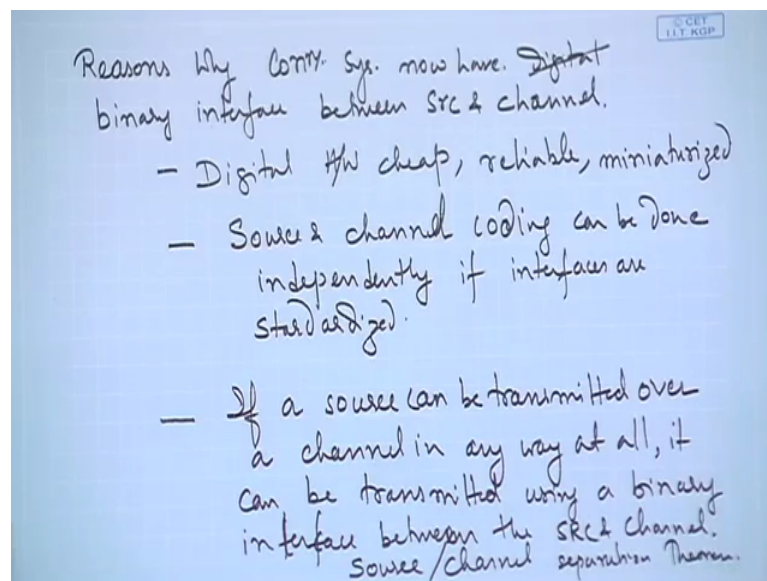 © CET
I.I.T. KGP
Reasons Why Comm. Sys. now have. Digital
binary interface between Src & channel.
- Digital H/W cheap, reliable, miniaturized
- Source & channel coding can be done
independently if interfaces are
standardized.
- If a source can be transmitted over
a channel in any way at all, it
can be transmitted using a binary
interface between the SRC & Channel.
Source/Channel separation Theorem.